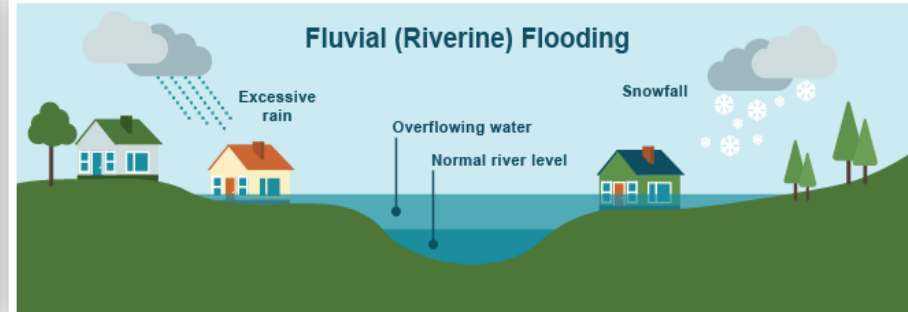 Fluvial (Riverine) Flooding
Excessive
rain
Snowfall
Overflowing water
Normal river level